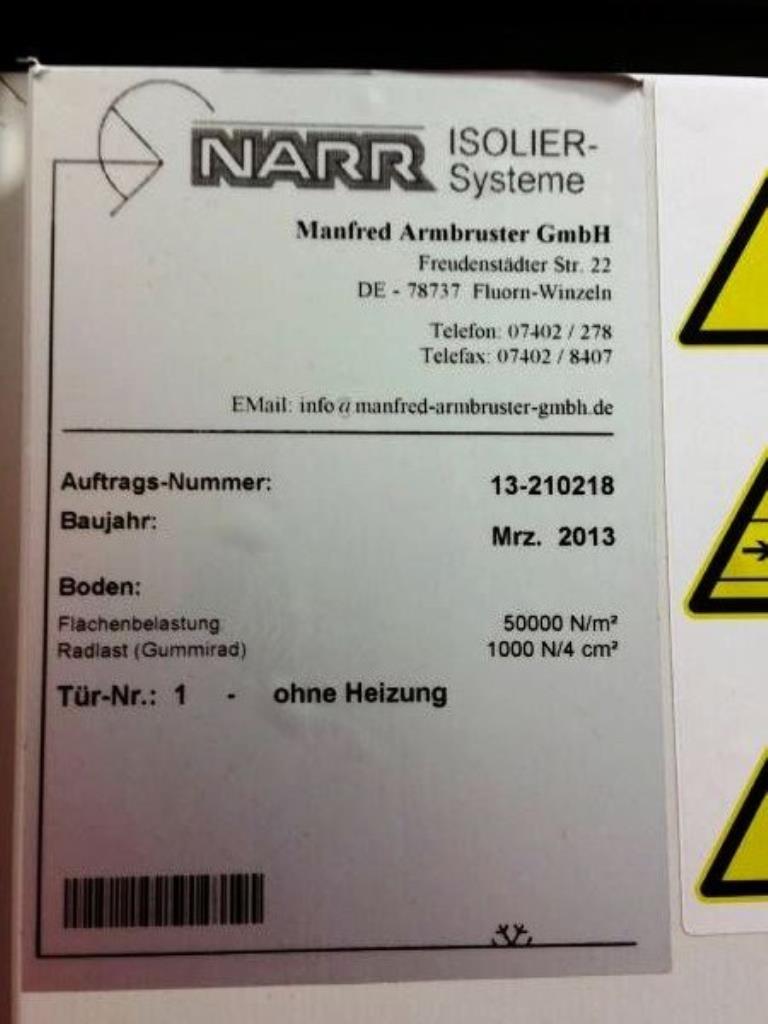 NARR ISOLIER-
Systeme
Manfred Armbruster GmbH
Freudenstädter Str. 22
DE - 78737 Fluorn-Winzeln
Telefon: 07402 / 278
Telefax: 07402 / 8407
EMail: info@manfred-armbruster-gmbh.de
Auftrags-Nummer: 13-210218
Baujahr: Mrz. 2013
Boden:
Flächenbelastung 50000 N/m²
Radlast (Gummirad) 1000 N/4 cm²
Tür-Nr.: 1 - ohne Heizung